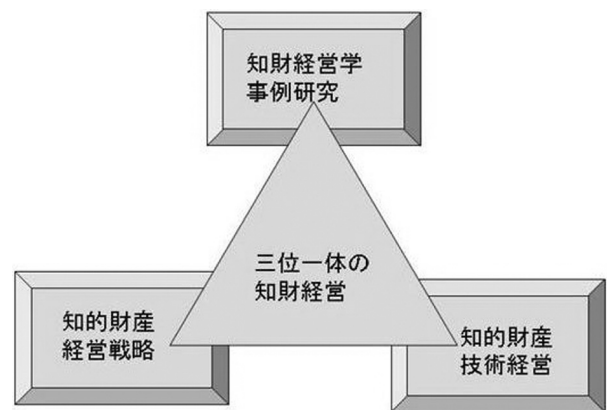 知財経営学
事例研究
三位一体の
知財経営
知的財産
経営戦略
知的財産
技術経営